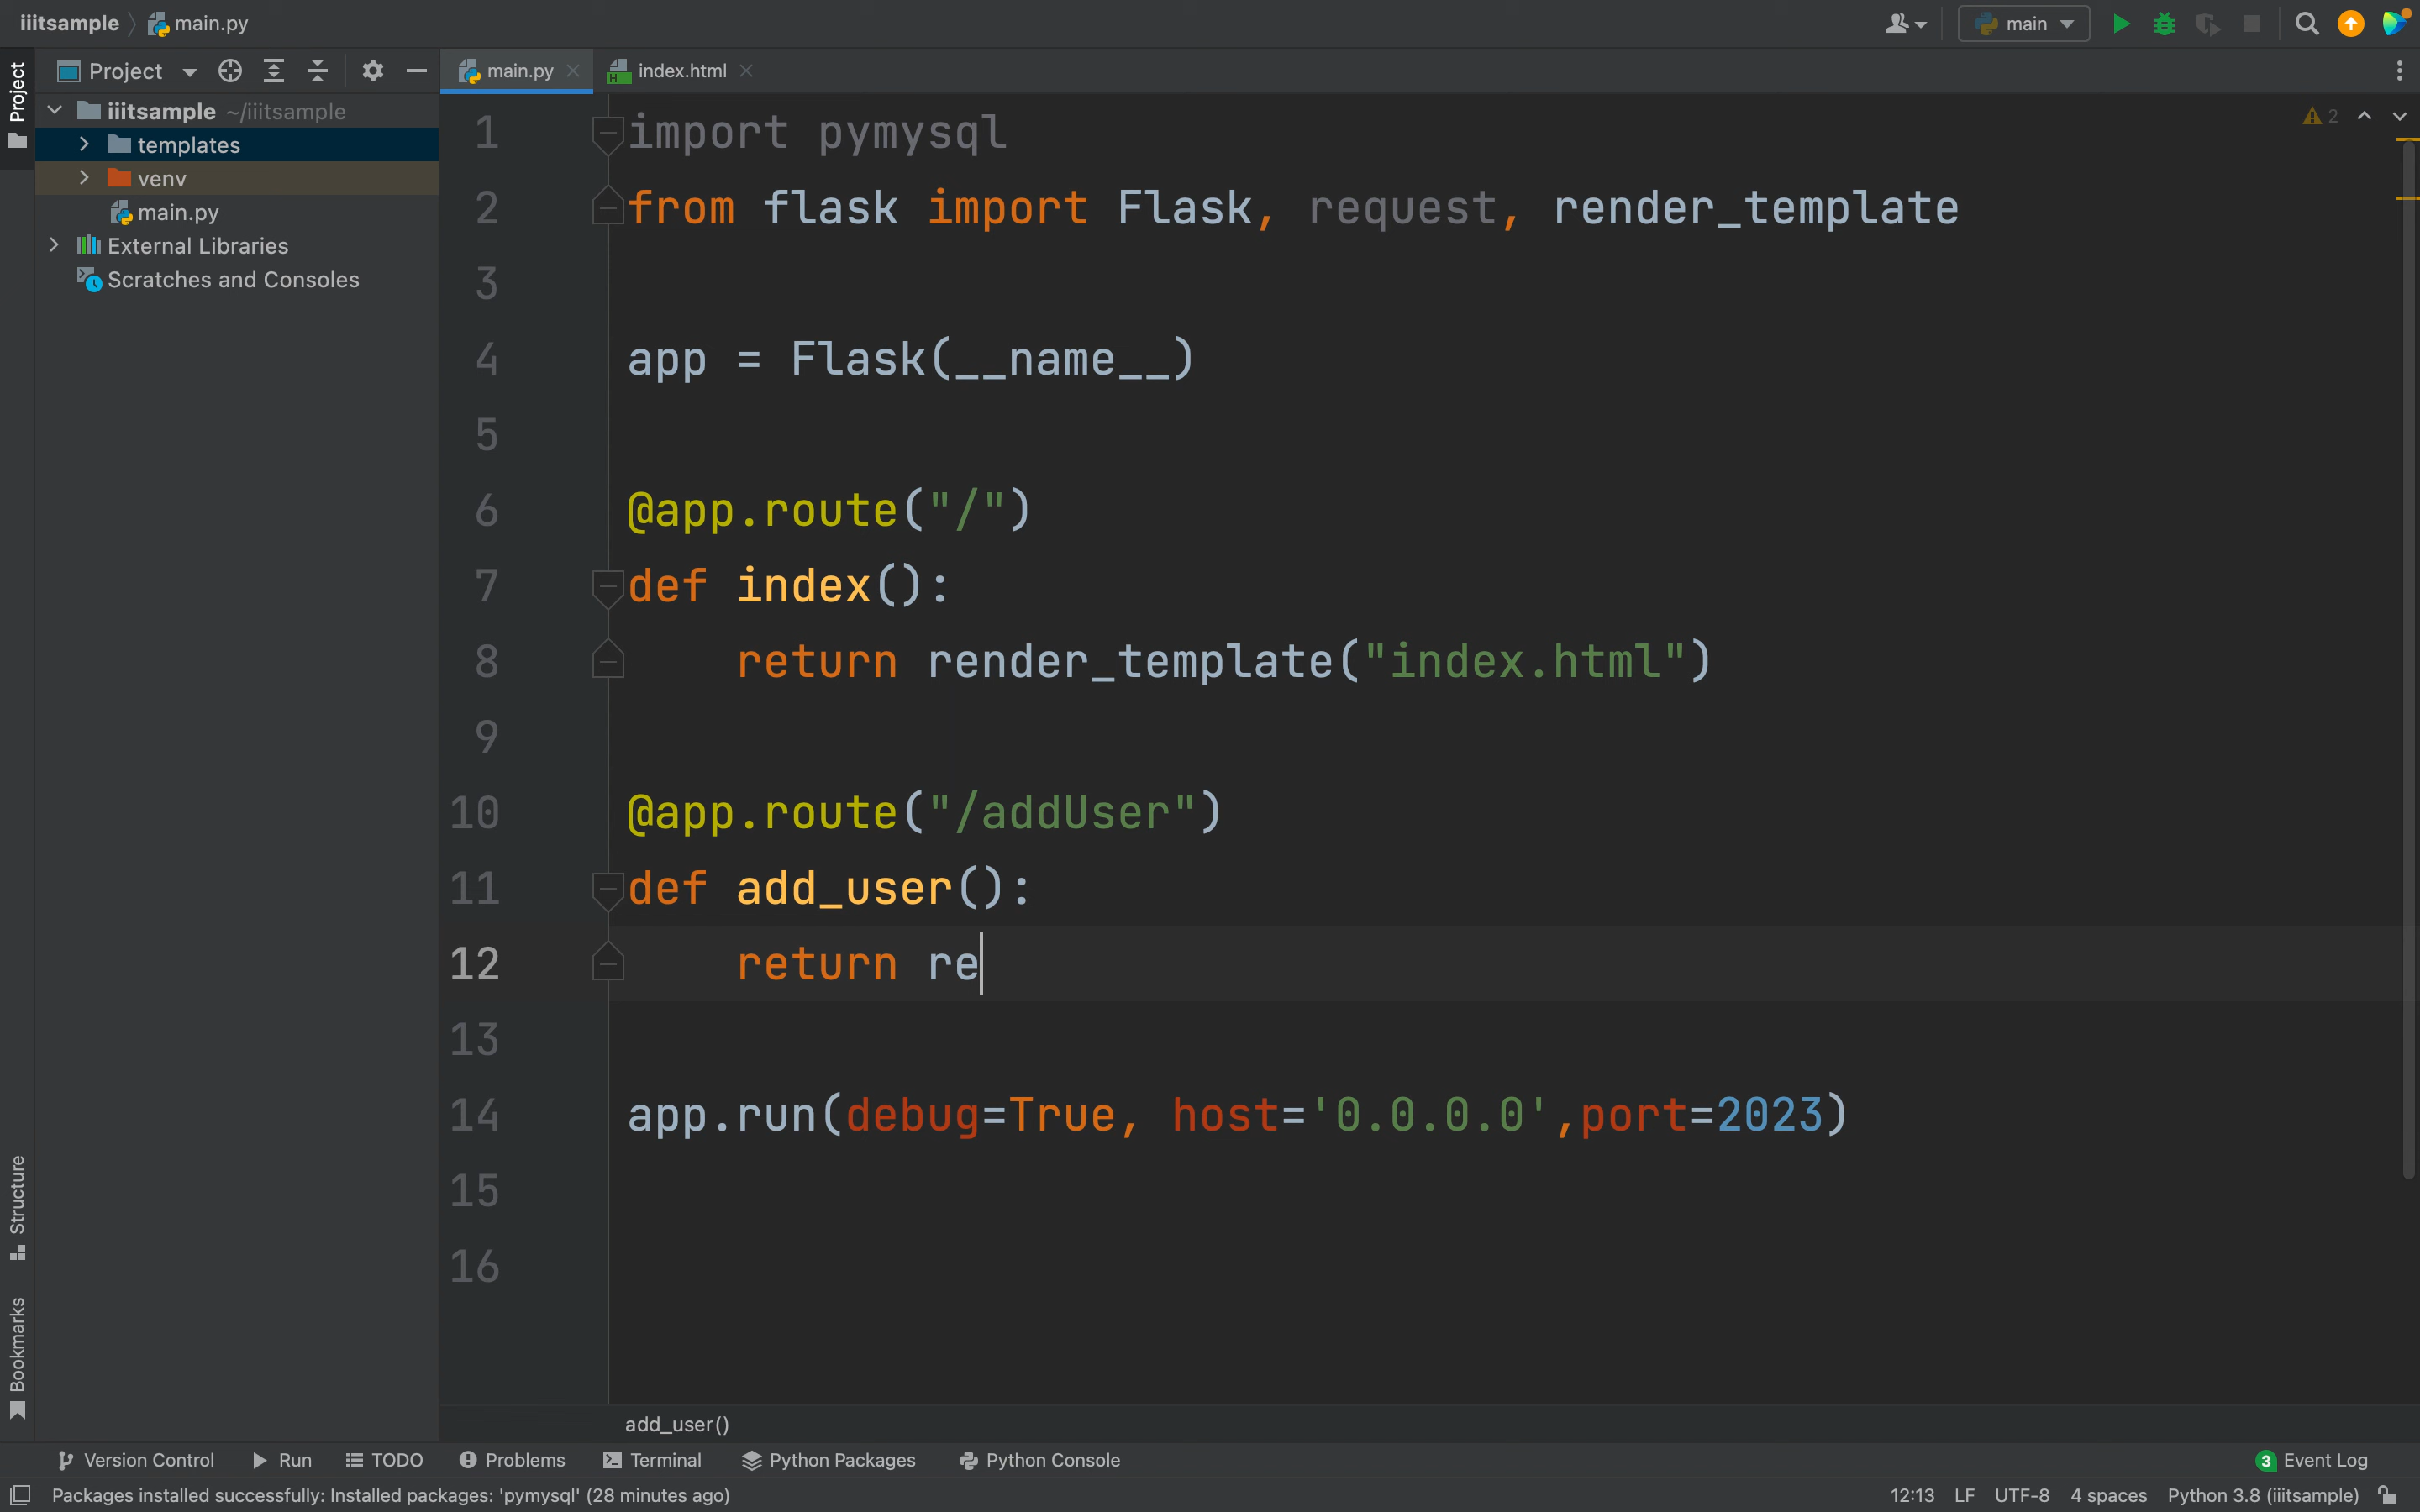 iiitsample
main.py
main
Project
Project
main.py
index.html
iiitsample ~/iiitsample
templates
venv
main.py
External Libraries
Scratches and Consoles
2
1 import pymysql
2 from flask import Flask, request, render_template
3
4 app = Flask(__name__)
5
6 @app.route("/")
7 def index():
8 return render_template("index.html")
9
10 @app.route("/addUser")
11 def add_user():
12 return re
13
14 app.run(debug=True, host='0.0.0.0',port=2023)
15
16
Structure
Bookmarks
add_user()
Version Control Run TODO Problems Terminal Python Packages Python Console 3 Event Log
Packages installed successfully: Installed packages: 'pymysql' (28 minutes ago) 12:13 LF UTF-8 4 spaces Python 3.8 (iiitsample)